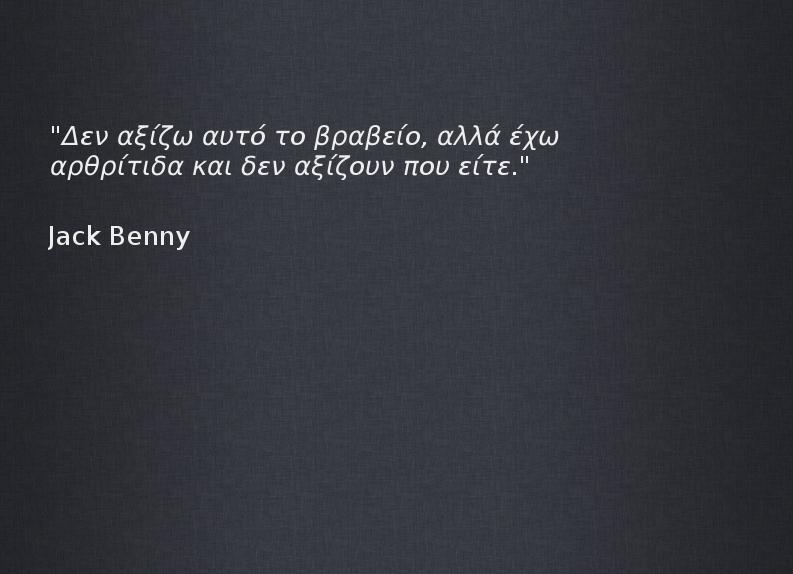 "Δεν αξίζω αυτό το βραβείο, αλλά έχω
αρθρίτιδα και δεν αξίζουν που είτε."
Jack Benny